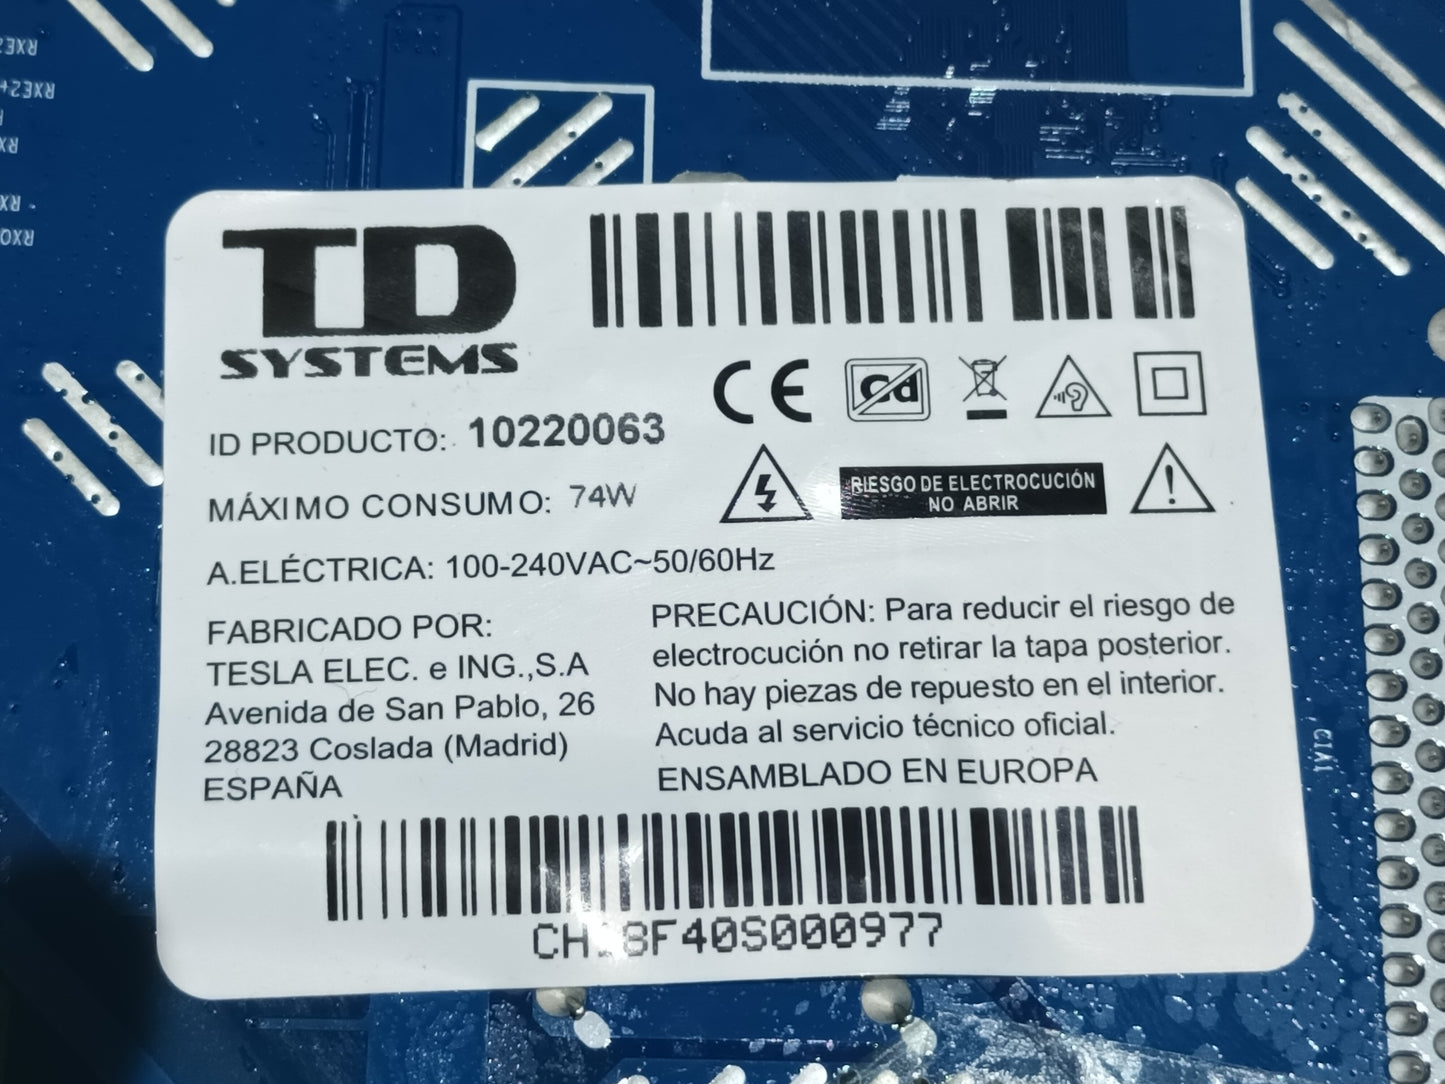 TD
SYSTEMS
ID PRODUCTO: 10220063
CE
Cd
MÁXIMO CONSUMO: 74W
RIESGO DE ELECTROCUCIÓN
NO ABRIR
A.ELÉCTRICA: 100-240VAC~50/60Hz
FABRICADO POR:
TESLA ELEC. e ING.,S.A
Avenida de San Pablo, 26
28823 Coslada (Madrid)
ESPAÑA
PRECAUCIÓN: Para reducir el riesgo de
electrocución no retirar la tapa posterior.
No hay piezas de repuesto en el interior.
Acuda al servicio técnico oficial.
ENSAMBLADO EN EUROPA
C1A1